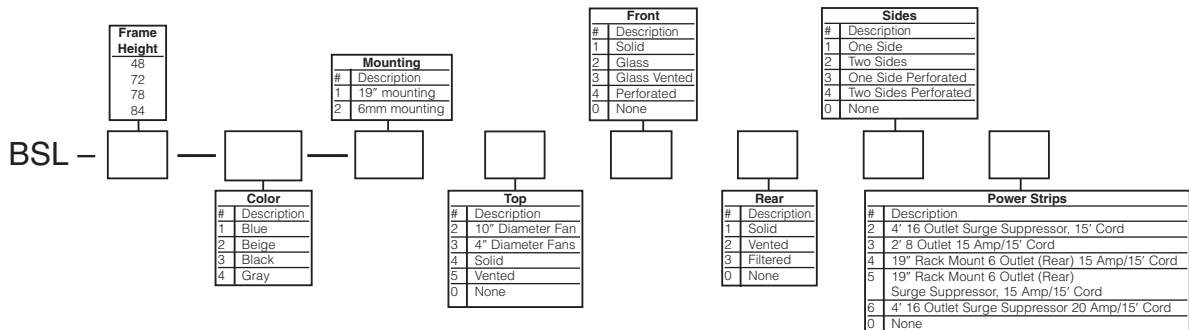 Frame
Height
48
72
78
84
Mounting
# Description
1 19″ mounting
2 6mm mounting
Front
# Description
1 Solid
2 Glass
3 Glass Vented
4 Perforated
0 None
Sides
# Description
1 One Side
2 Two Sides
3 One Side Perforated
4 Two Sides Perforated
0 None
BSL – — —
Color
# Description
1 Blue
2 Beige
3 Black
4 Gray
Top
# Description
2 10″ Diameter Fan
3 4″ Diameter Fans
4 Solid
5 Vented
0 None
Rear
# Description
1 Solid
2 Vented
3 Filtered
0 None
Power Strips
# Description
2 4′ 16 Outlet Surge Suppressor, 15′ Cord
3 2′ 8 Outlet 15 Amp/15′ Cord
4 19″ Rack Mount 6 Outlet (Rear) 15 Amp/15′ Cord
5 19″ Rack Mount 6 Outlet (Rear)
Surge Suppressor, 15 Amp/15′ Cord
6 4′ 16 Outlet Surge Suppressor 20 Amp/15′ Cord
0 None